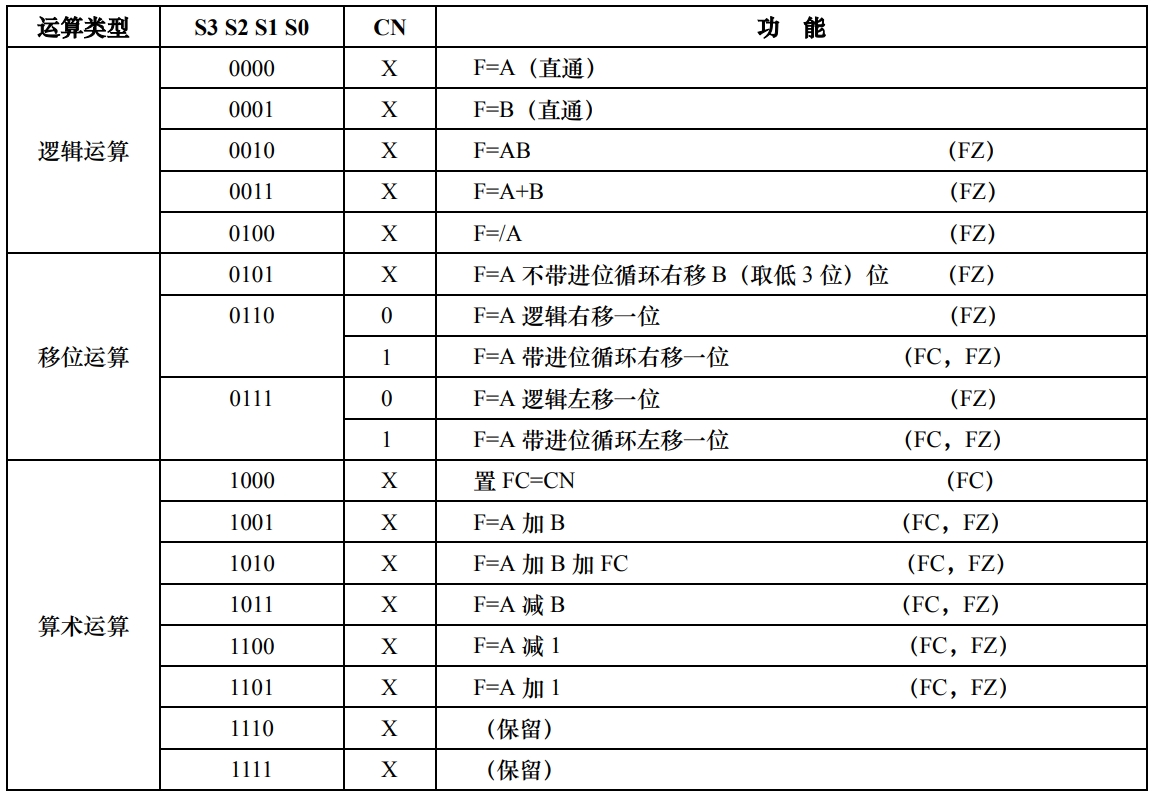 运算类型 S3 S2 S1 S0 CN 功 能
逻辑运算
0000 X F=A（直通）
0001 X F=B（直通）
0010 X F=AB （FZ）
0011 X F=A+B （FZ）
0100 X F=/A （FZ）
移位运算
0101 X F=A 不带进位循环右移 B（取低 3 位）位 （FZ）
0110 0 F=A 逻辑右移一位 （FZ）
1 F=A 带进位循环右移一位 （FC，FZ）
0111 0 F=A 逻辑左移一位 （FZ）
1 F=A 带进位循环左移一位 （FC，FZ）
算术运算
1000 X 置 FC=CN （FC）
1001 X F=A 加 B （FC，FZ）
1010 X F=A 加 B 加 FC （FC，FZ）
1011 X F=A 减 B （FC，FZ）
1100 X F=A 减 1 （FC，FZ）
1101 X F=A 加 1 （FC，FZ）
1110 X （保留）
1111 X （保留）